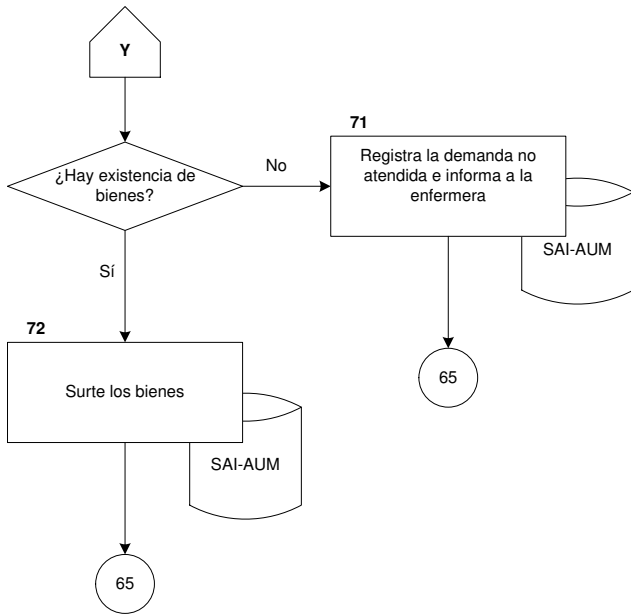 Y
¿Hay existencia de
bienes?
No
71
Registra la demanda no
atendida e informa a la
enfermera
SAI-AUM
65
Sí
72
Surte los bienes
SAI-AUM
65